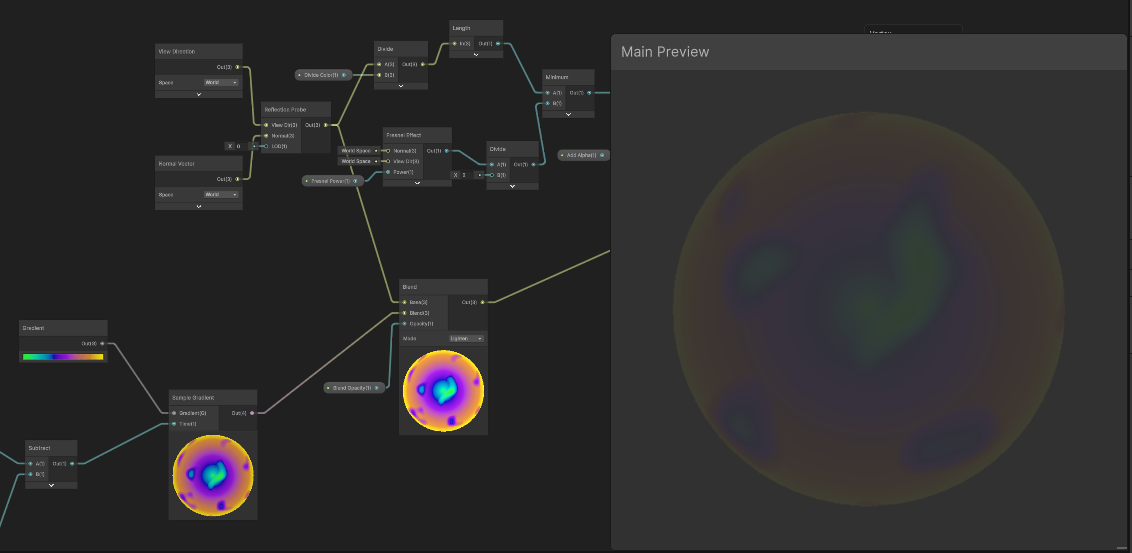 Length
In(3) Out(1)
Divide
A(3) Out(3)
B(3)
Divide Color(1)
View Direction
Out(3)
Space World
Main Preview
Minimum
A(1) Out(1)
B(1)
Reflection Probe
View Dir(3) Out(3)
Normal(3)
X 0 LOD(1)
Fresnel Effect
World Space Normal(3) Out(1)
World Space View Dir(3)
Fresnel Power(1) Power(1)
Divide
A(1) Out(1)
X B(1)
Add Alpha(1)
Normal Vector
Out(3)
Space World
Blend
Base(3) Out(3)
Blend(3)
Opacity(1)
Mode Lighten
Blend Opacity(1)
Gradient
Out(G)
Sample Gradient
Gradient(G) Out(4)
Time(1)
Subtract
A(1) Out(1)
B(1)